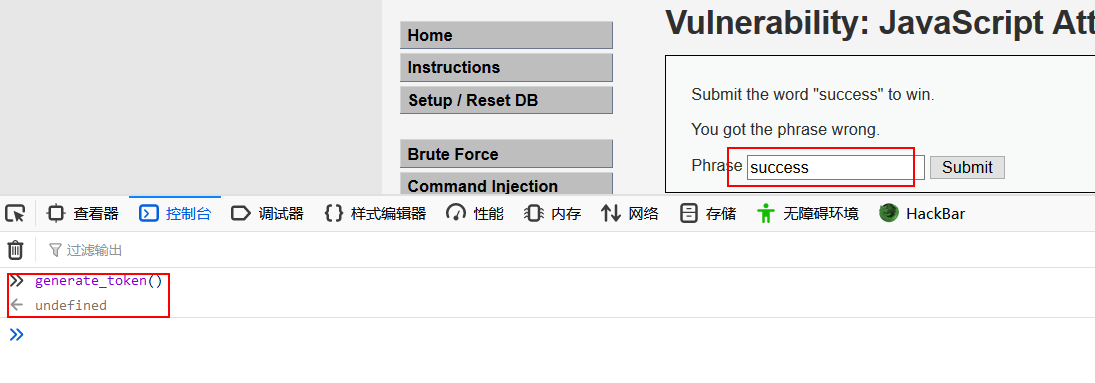 Vulnerability: JavaScript Att
Home
Instructions
Setup / Reset DB
Brute Force
Command Injection
Submit the word "success" to win.
You got the phrase wrong.
Phrase success Submit
查看器 控制台 调试器 样式编辑器 性能 内存 网络 存储 无障碍环境 HackBar
过滤输出
generate_token()
undefined